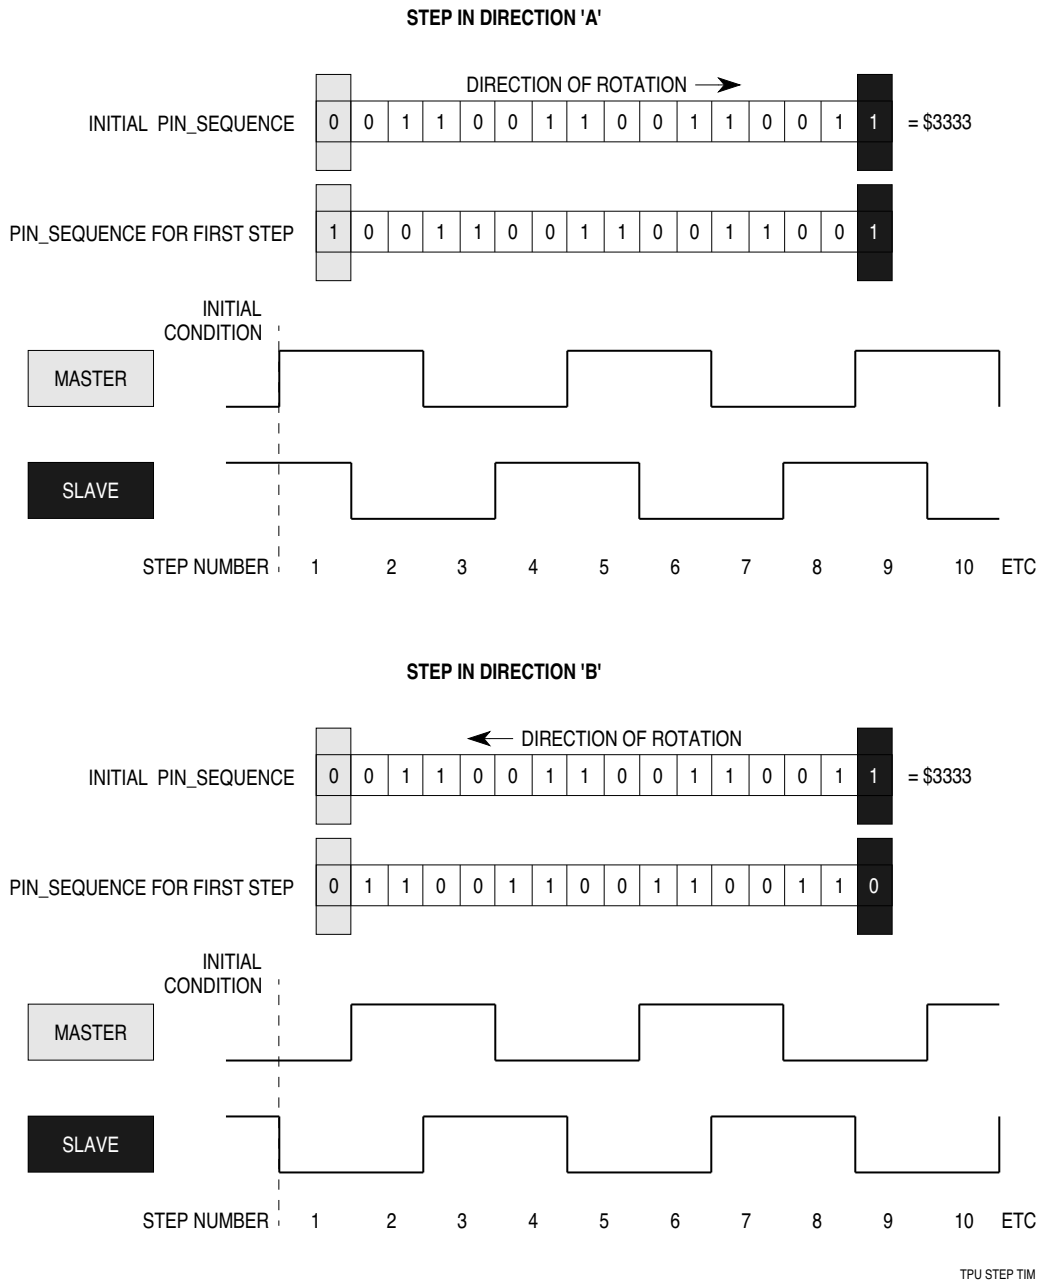 STEP IN DIRECTION 'A'
DIRECTION OF ROTATION
INITIAL PIN_SEQUENCE 0 0 1 1 0 0 1 1 0 0 1 1 0 0 1 1 = $3333
PIN_SEQUENCE FOR FIRST STEP 1 0 0 1 1 0 0 1 1 0 0 1 1 0 0 1
INITIAL
CONDITION
MASTER
SLAVE
STEP NUMBER 1 2 3 4 5 6 7 8 9 10 ETC
STEP IN DIRECTION 'B'
DIRECTION OF ROTATION
INITIAL PIN_SEQUENCE 0 0 1 1 0 0 1 1 0 0 1 1 0 0 1 1 = $3333
PIN_SEQUENCE FOR FIRST STEP 0 1 1 0 0 1 1 0 0 1 1 0 0 1 1 0
INITIAL
CONDITION
MASTER
SLAVE
STEP NUMBER 1 2 3 4 5 6 7 8 9 10 ETC
TPU STEP TIM